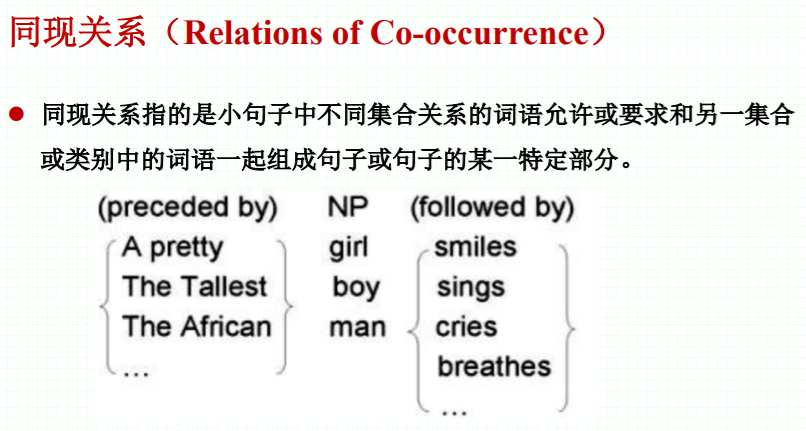 同现关系（Relations of Co-occurrence）
● 同现关系指的是小句子中不同集合关系的词语允许或要求和另一集合
或类别中的词语一起组成句子或句子的某一特定部分。
(preceded by) NP (followed by)
A pretty girl smiles
The Tallest boy sings
The African man cries
breathes
... ...